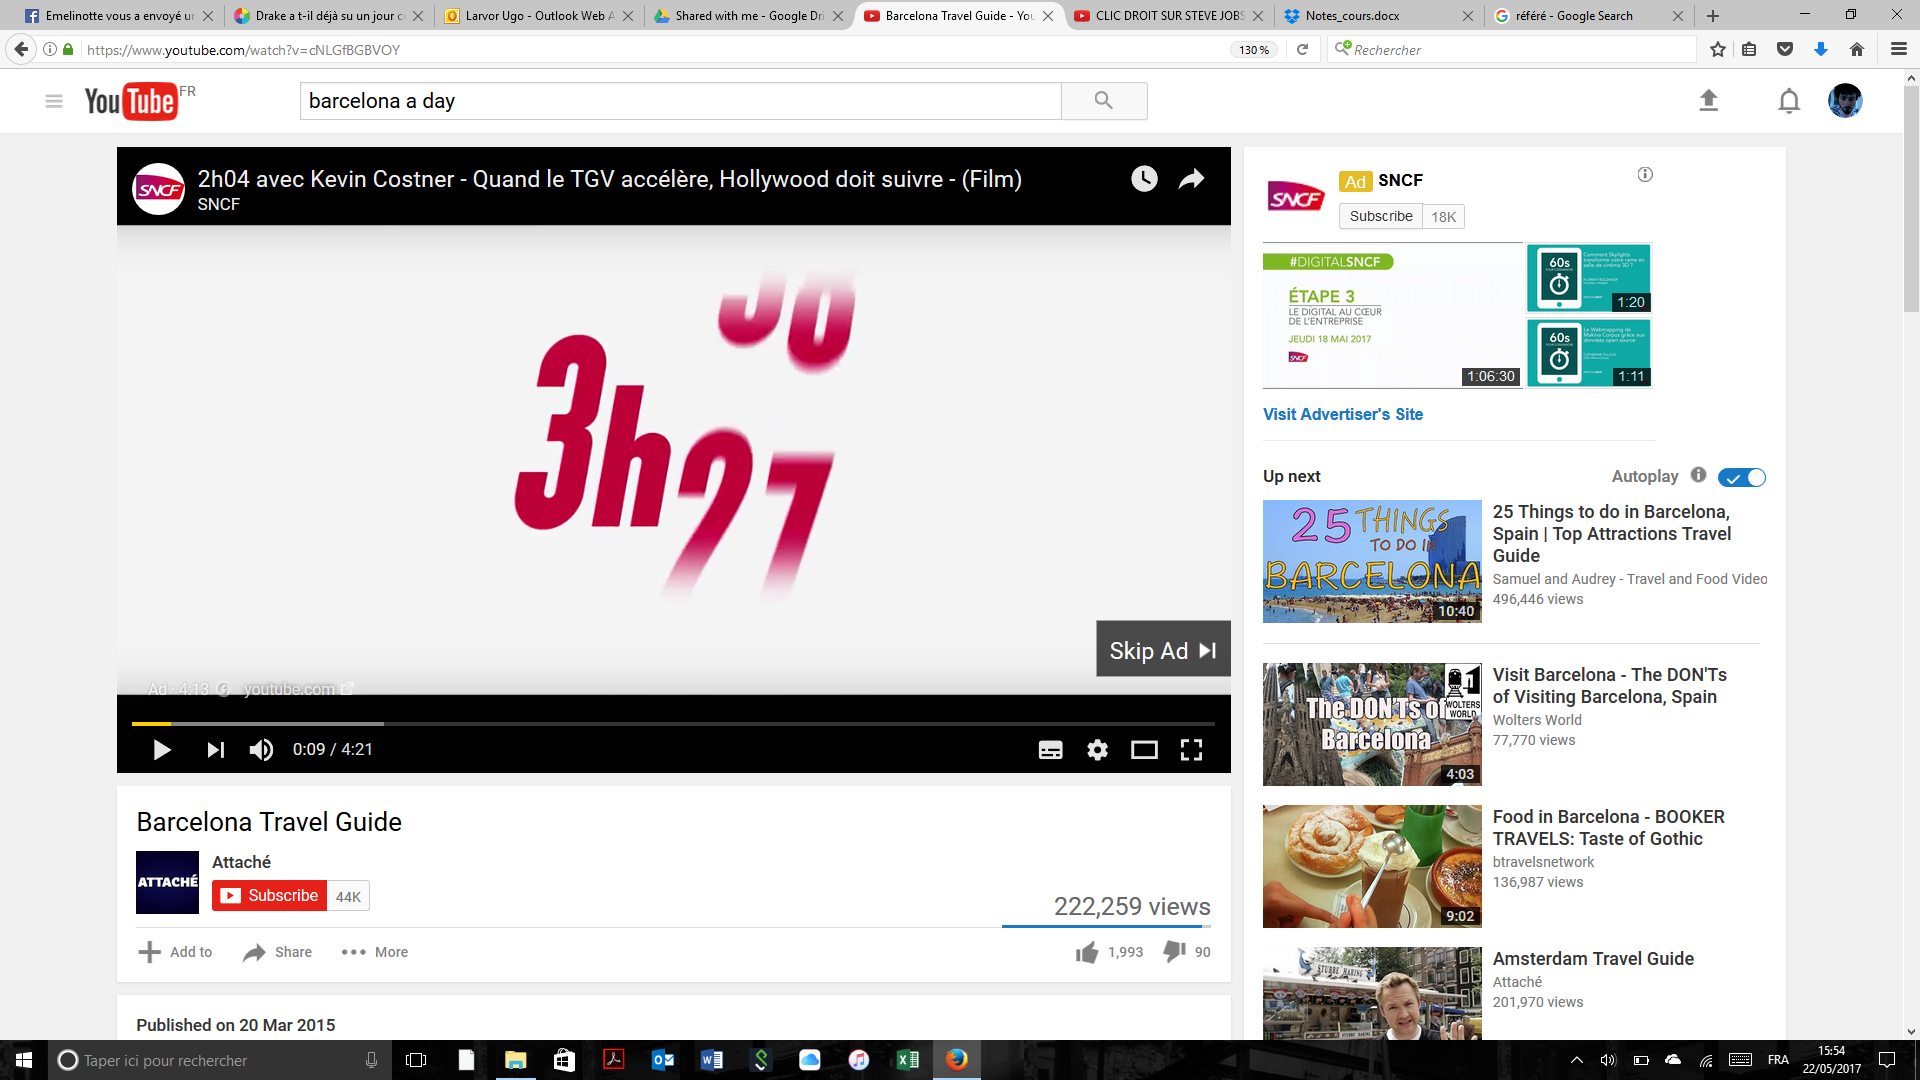 Emelinotte vous a envoyé un
Drake a t-il déjà su un jour c
Larvor Ugo - Outlook Web A
Shared with me - Google Dri
Barcelona Travel Guide - You
CLIC DROIT SUR STEVE JOBS
Notes_cours.docx
référé - Google Search
https://www.youtube.com/watch?v=cNLGfBGBVOY
130 %
Rechercher
YouTube FR
barcelona a day
SNCF
2h04 avec Kevin Costner - Quand le TGV accélère, Hollywood doit suivre - (Film)
SNCF
3h27
Skip Ad
Ad · 4:13 youtube.com
0:09 / 4:21
Barcelona Travel Guide
ATTACHÉ
Attaché
Subscribe 44K
222,259 views
Add to Share More 1,993 90
Published on 20 Mar 2015
SNCF
Ad SNCF
Subscribe 18K
#DIGITALSNCF
ÉTAPE 3
LE DIGITAL AU CŒUR
DE L'ENTREPRISE
JEUDI 18 MAI 2017
SNCF
1:06:30
60s
1:20
60s
1:11
Visit Advertiser's Site
Up next Autoplay
25 THINGS
TO DO IN
BARCELONA
10:40
25 Things to do in Barcelona,
Spain | Top Attractions Travel
Guide
Samuel and Audrey - Travel and Food Video
496,446 views
The DON'Ts of
Barcelona
WOLTERS
WORLD
4:03
Visit Barcelona - The DON'Ts
of Visiting Barcelona, Spain
Wolters World
77,770 views
9:02
Food in Barcelona - BOOKER
TRAVELS: Taste of Gothic
btravelsnetwork
136,987 views
STUBBE HARING
Amsterdam Travel Guide
Attaché
201,970 views
Taper ici pour rechercher
FRA
15:54
22/05/2017